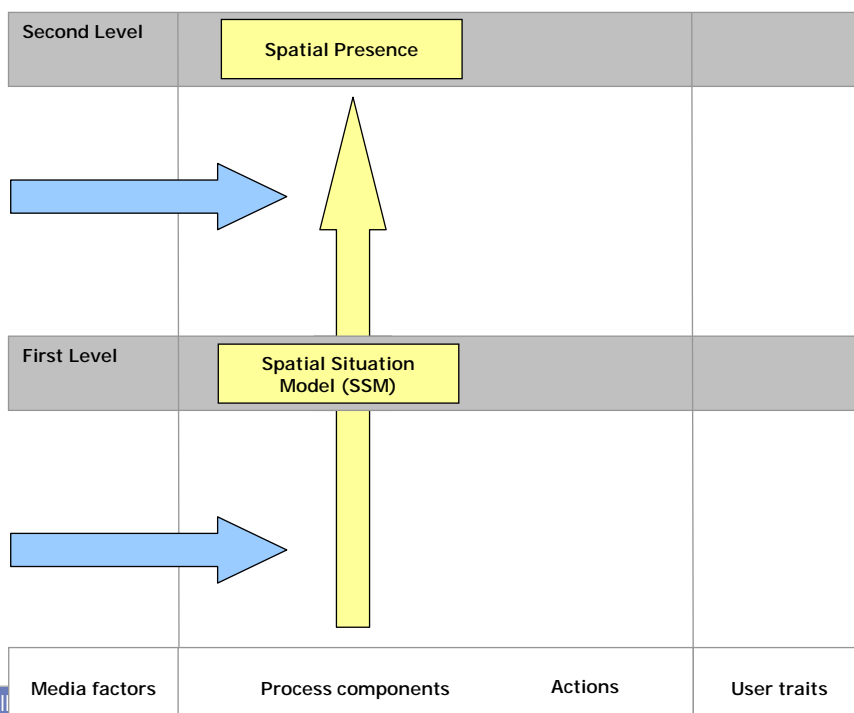 Second Level
Spatial Presence
First Level
Spatial Situation
Model (SSM)
Media factors
Process components
Actions
User traits